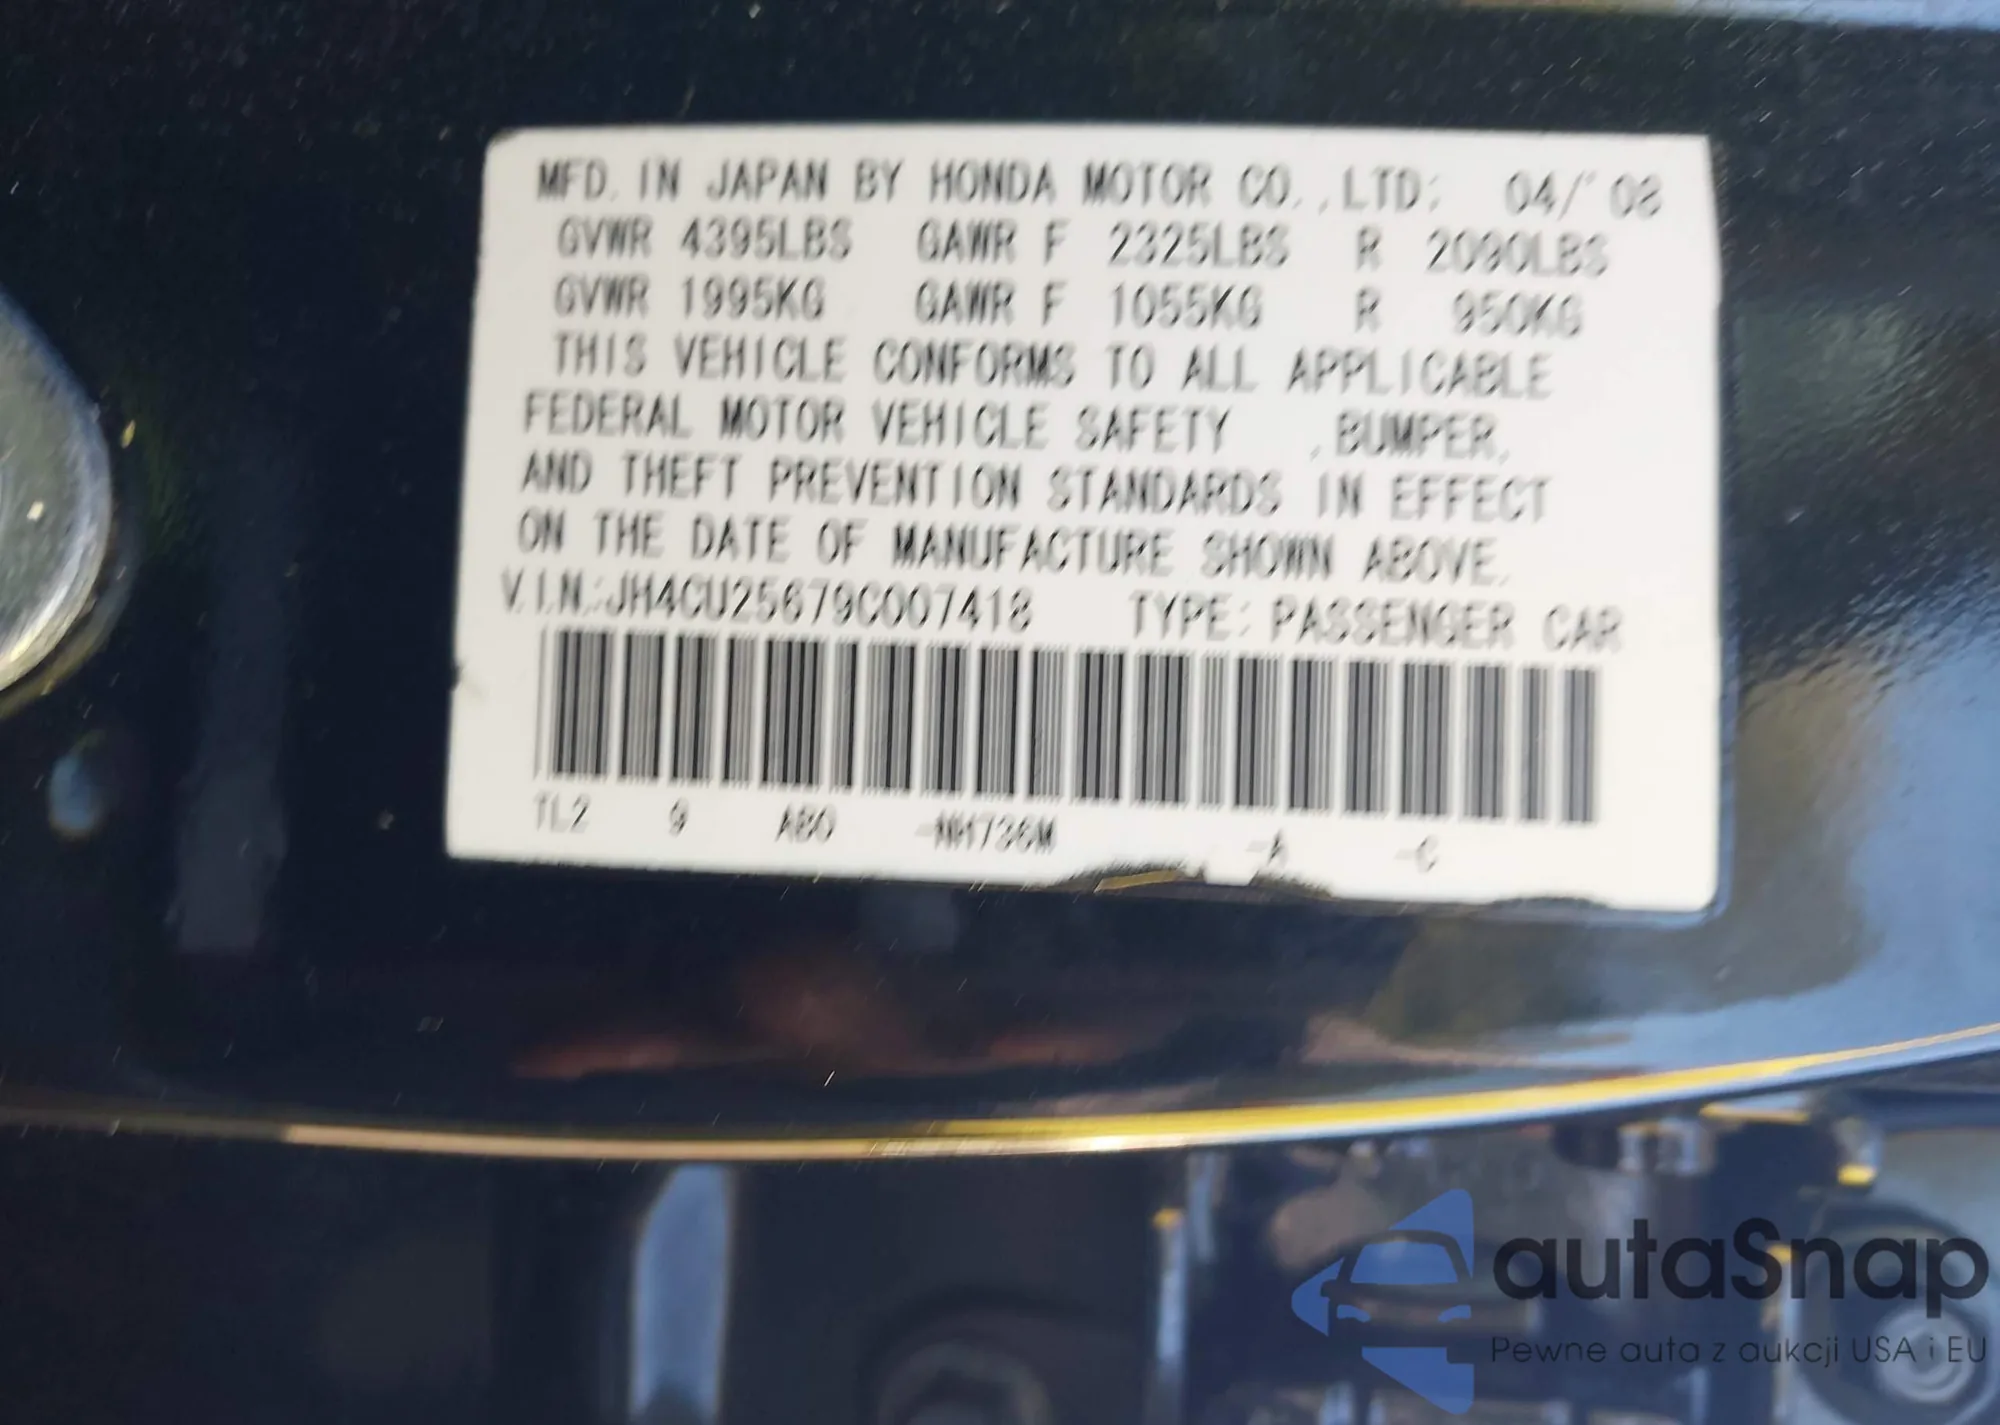 MFD. IN JAPAN BY HONDA MOTOR CO.,LTD: 04/'08
GVWR 4395LBS GAWR F 2325LBS R 2090LBS
GVWR 1995KG GAWR F 1055KG R 950KG
THIS VEHICLE CONFORMS TO ALL APPLICABLE
FEDERAL MOTOR VEHICLE SAFETY ,BUMPER,
AND THEFT PREVENTION STANDARDS IN EFFECT
ON THE DATE OF MANUFACTURE SHOWN ABOVE.
V.I.N.:JH4CU25679C007418 TYPE: PASSENGER CAR
TL2 9 AB0 -NH736M -A -C
autaSnap
Pewne auta z aukcji USA i EU